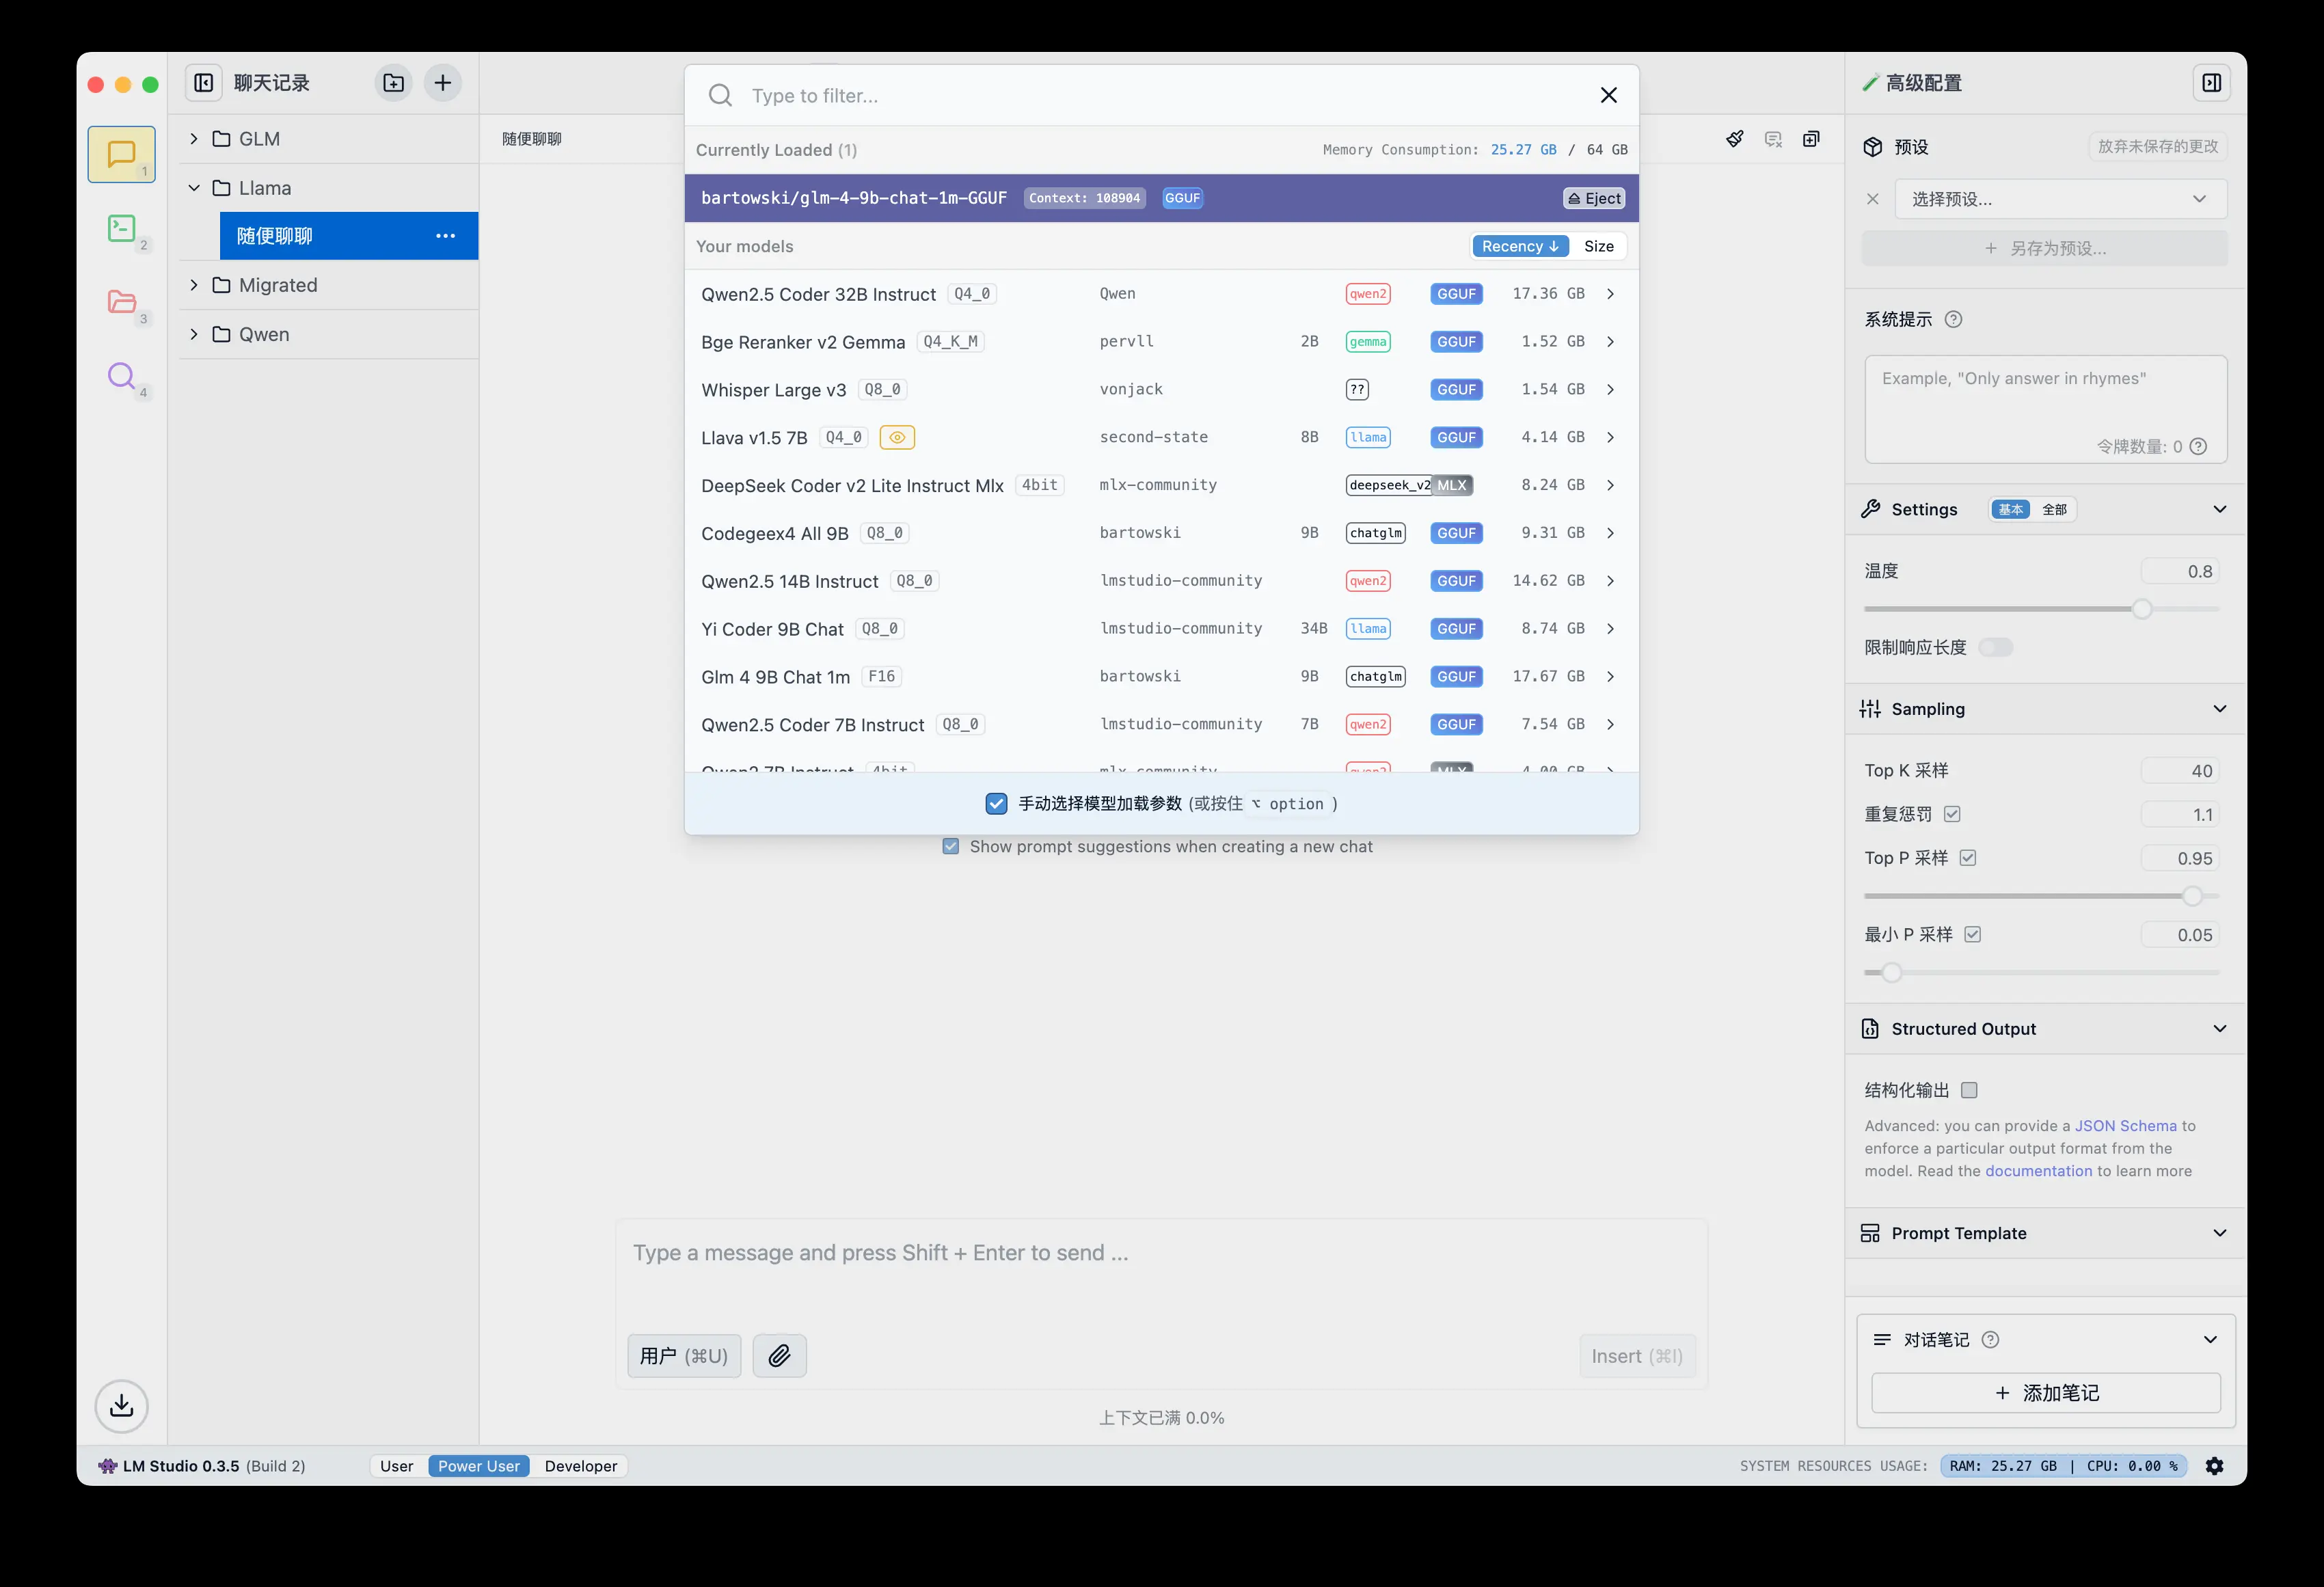 聊天记录
GLM
Llama
随便聊聊
Migrated
Qwen
1
2
3
4
随便聊聊
Type to filter...
Currently Loaded (1)
Memory Consumption: 25.27 GB / 64 GB
bartowski/glm-4-9b-chat-1m-GGUF Context: 108904 GGUF Eject
Your models Recency ↓ Size
Qwen2.5 Coder 32B Instruct Q4_0 Qwen qwen2 GGUF 17.36 GB
Bge Reranker v2 Gemma Q4_K_M pervll 2B gemma GGUF 1.52 GB
Whisper Large v3 Q8_0 vonjack ?? GGUF 1.54 GB
Llava v1.5 7B Q4_0 second-state 8B llama GGUF 4.14 GB
DeepSeek Coder v2 Lite Instruct Mlx 4bit mlx-community deepseek_v2 MLX 8.24 GB
Codegeex4 All 9B Q8_0 bartowski 9B chatglm GGUF 9.31 GB
Qwen2.5 14B Instruct Q8_0 lmstudio-community qwen2 GGUF 14.62 GB
Yi Coder 9B Chat Q8_0 lmstudio-community 34B llama GGUF 8.74 GB
Glm 4 9B Chat 1m F16 bartowski 9B chatglm GGUF 17.67 GB
Qwen2.5 Coder 7B Instruct Q8_0 lmstudio-community 7B qwen2 GGUF 7.54 GB
手动选择模型加载参数 (或按住 ⌥ option )
Show prompt suggestions when creating a new chat
Type a message and press Shift + Enter to send ...
用户 (⌘U)
Insert (⌘I)
上下文已满 0.0%
高级配置
预设 放弃未保存的更改
选择预设...
+ 另存为预设...
系统提示
Example, "Only answer in rhymes"
令牌数量: 0
Settings 基本 全部
温度 0.8
限制响应长度
Sampling
Top K 采样 40
重复惩罚 1.1
Top P 采样 0.95
最小 P 采样 0.05
Structured Output
结构化输出
Advanced: you can provide a JSON Schema to
enforce a particular output format from the
model. Read the documentation to learn more
Prompt Template
对话笔记
+ 添加笔记
LM Studio 0.3.5 (Build 2) User Power User Developer
SYSTEM RESOURCES USAGE: RAM: 25.27 GB | CPU: 0.00 %